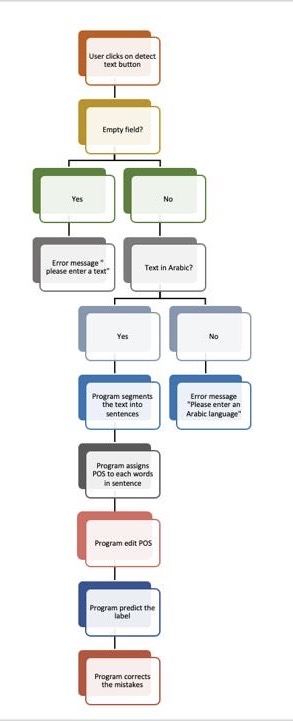 User clicks on detect
text button
Empty field?
Yes
No
Error message "
please enter a text"
Text in Arabic?
Yes
No
Program segments
the text into
sentences
Error message
"Please enter an
Arabic language"
Program assigns
POS to each words
in sentence
Program edit POS
Program predict the
label
Program corrects
the mistakes